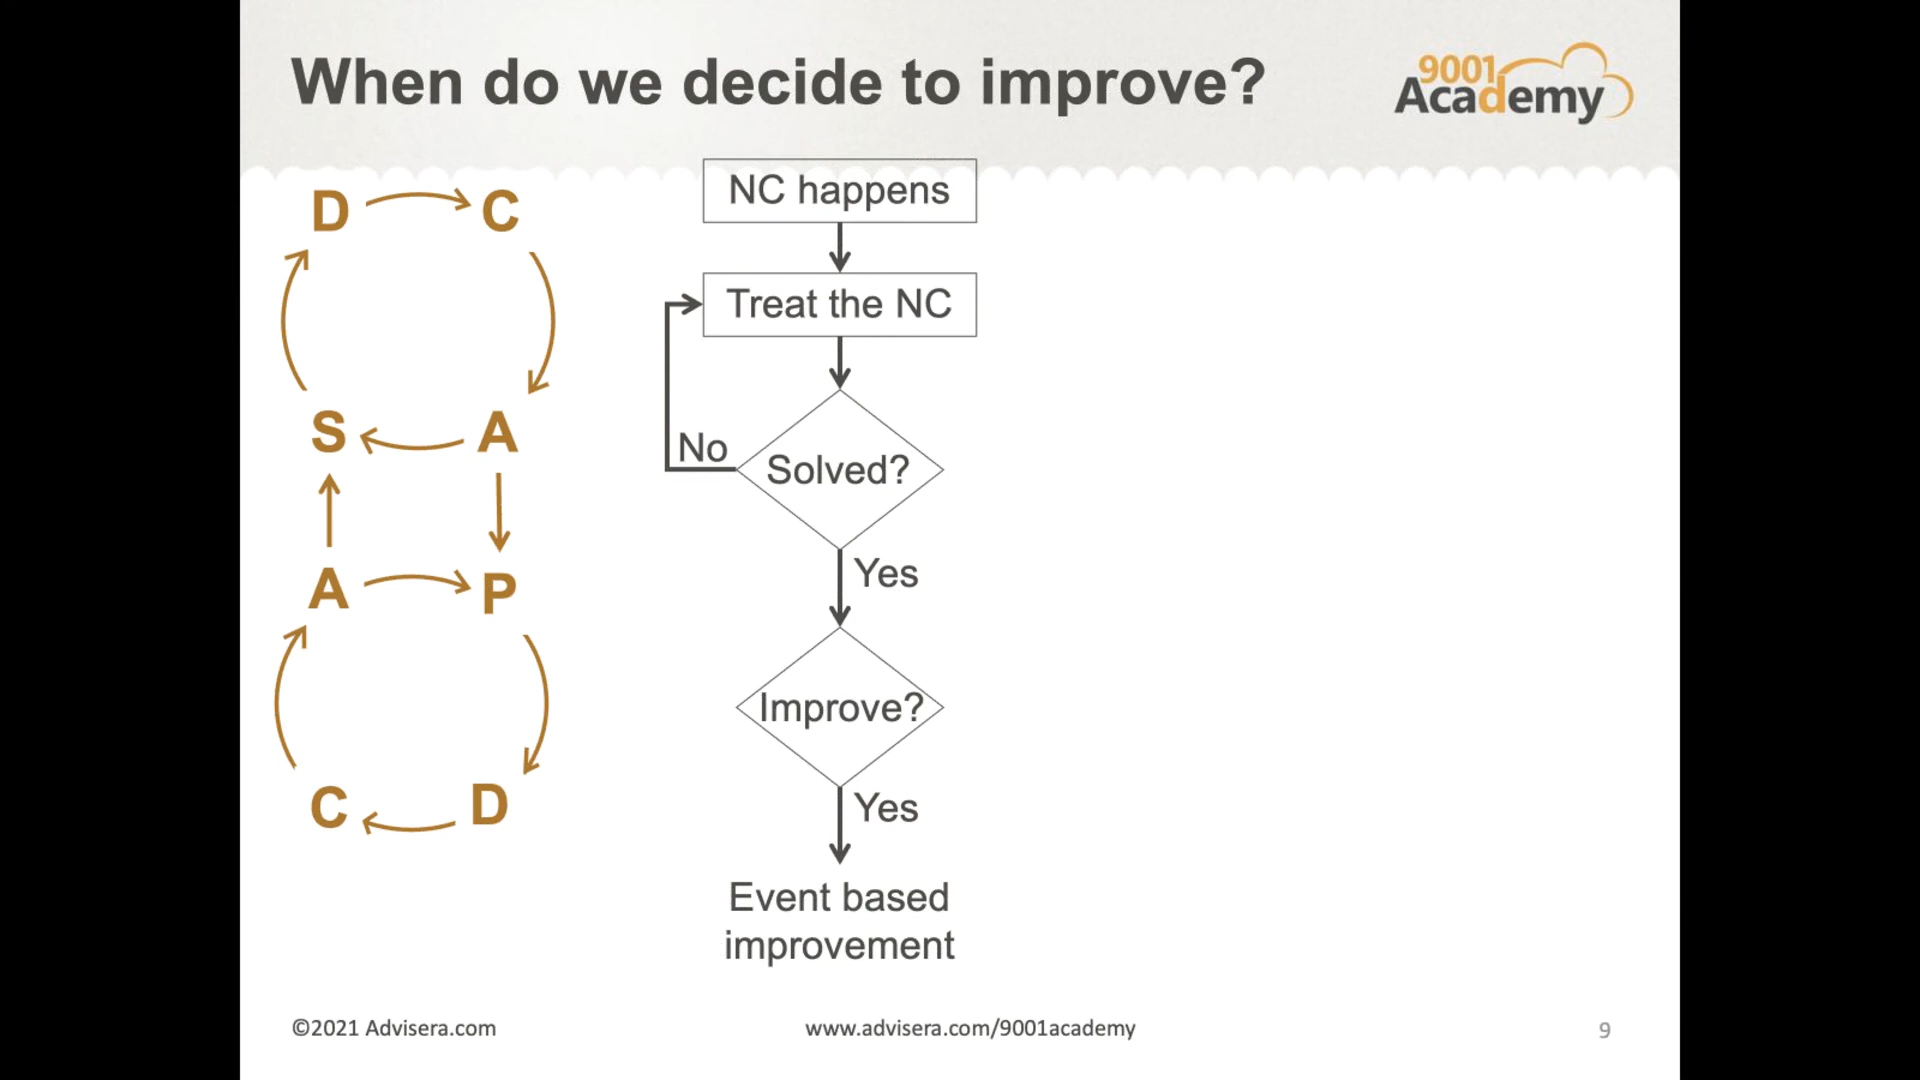 When do we decide to improve?
9001
Academy
D
C
S
A
A
P
C
D
NC happens
Treat the NC
No
Solved?
Yes
Improve?
Yes
Event based
improvement
©2021 Advisera.com
www.advisera.com/9001academy
9